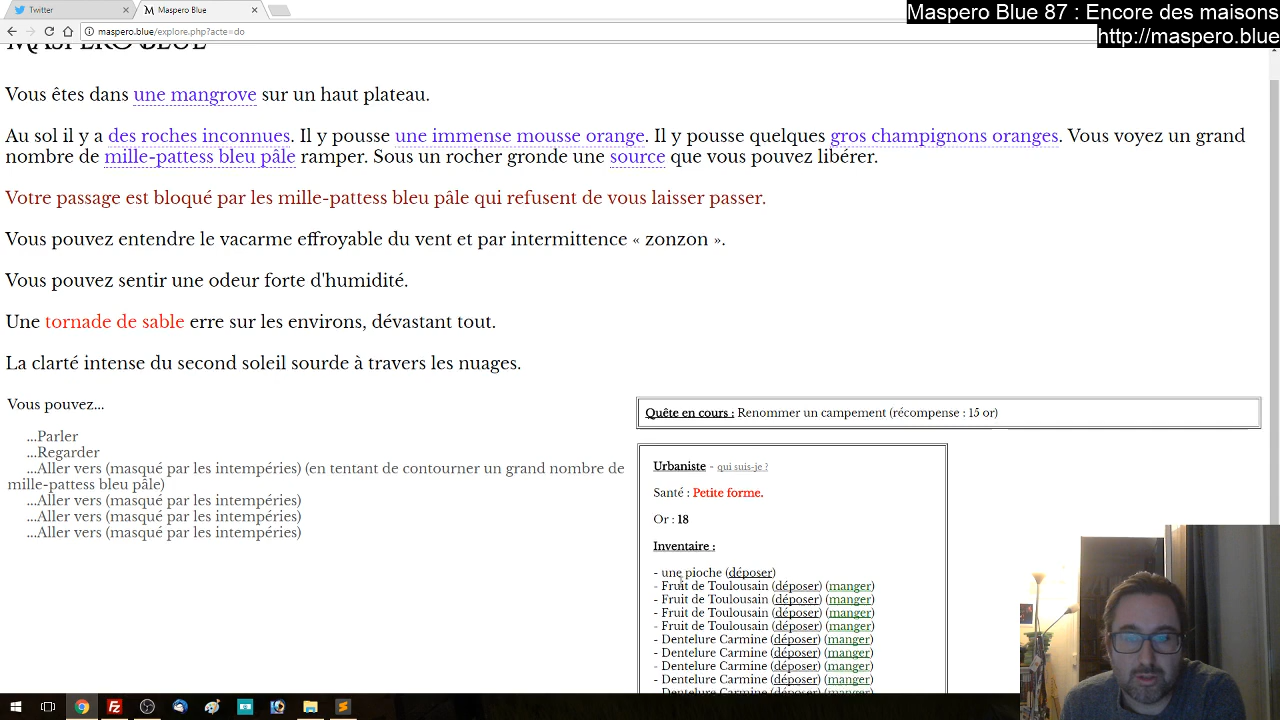 Twitter
Maspero Blue
Maspero Blue 87 : Encore des maisons
http://maspero.blue
maspero.blue/explore.php?acte=do
MASPERO BLUE
Vous êtes dans une mangrove sur un haut plateau.
Au sol il y a des roches inconnues. Il y pousse une immense mousse orange. Il y pousse quelques gros champignons oranges. Vous voyez un grand
nombre de mille-pattess bleu pâle ramper. Sous un rocher gronde une source que vous pouvez libérer.
Votre passage est bloqué par les mille-pattess bleu pâle qui refusent de vous laisser passer.
Vous pouvez entendre le vacarme effroyable du vent et par intermittence « zonzon ».
Vous pouvez sentir une odeur forte d'humidité.
Une tornade de sable erre sur les environs, dévastant tout.
La clarté intense du second soleil sourde à travers les nuages.
Vous pouvez...
...Parler
...Regarder
...Aller vers (masqué par les intempéries) (en tentant de contourner un grand nombre de
mille-pattess bleu pâle)
...Aller vers (masqué par les intempéries)
...Aller vers (masqué par les intempéries)
...Aller vers (masqué par les intempéries)
Quête en cours : Renommer un campement (récompense : 15 or)
Urbaniste - qui suis-je ?
Santé : Petite forme.
Or : 18
Inventaire :
- une pioche (déposer)
- Fruit de Toulousain (déposer) (manger)
- Fruit de Toulousain (déposer) (manger)
- Fruit de Toulousain (déposer) (manger)
- Fruit de Toulousain (déposer) (manger)
- Dentelure Carmine (déposer) (manger)
- Dentelure Carmine (déposer) (manger)
- Dentelure Carmine (déposer) (manger)
- Dentelure Carmine (déposer) (manger)
- Dentelure Carmine (déposer) (manger)